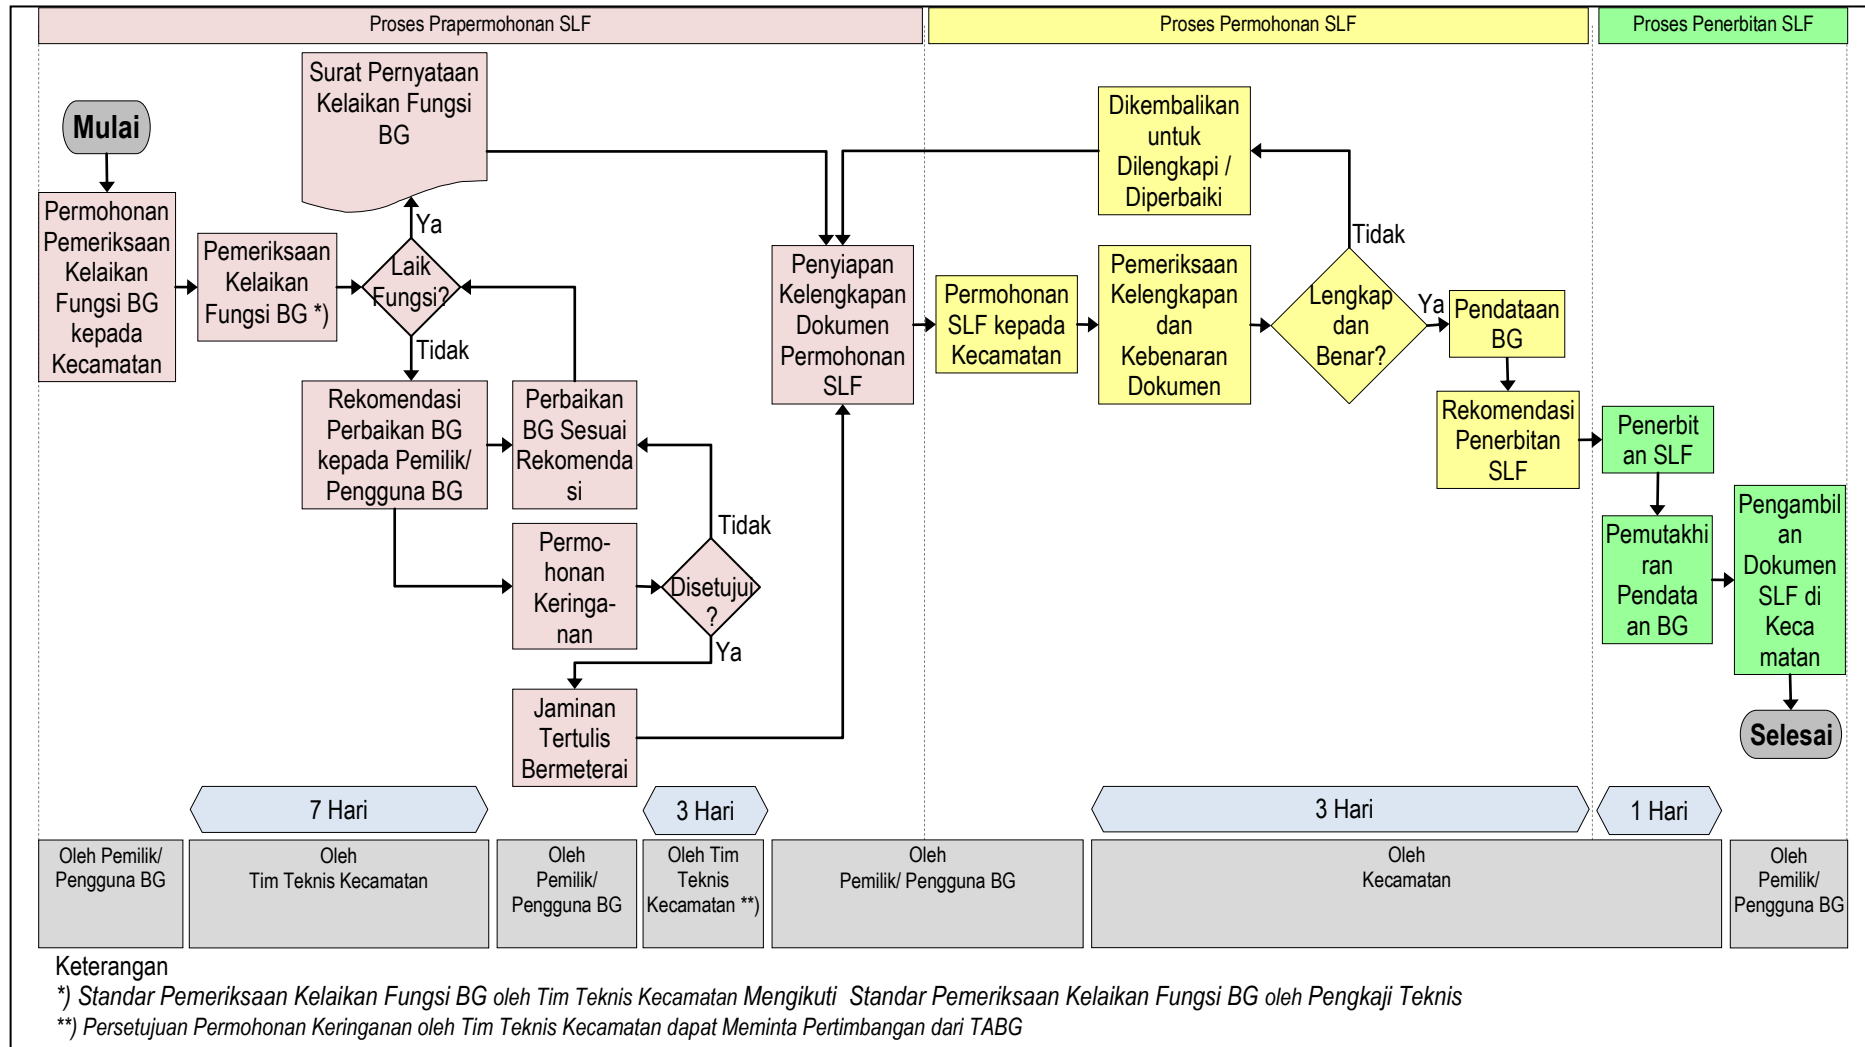 Proses Prapermohonan SLF
Proses Permohonan SLF
Proses Penerbitan SLF
Mulai
Permohonan
Pemeriksaan
Kelaikan
Fungsi BG
kepada
Kecamatan
Pemeriksaan
Kelaikan
Fungsi BG *)
Surat Pernyataan
Kelaikan Fungsi
BG
Ya
Laik
Fungsi?
Tidak
Rekomendasi
Perbaikan BG
kepada Pemilik/
Pengguna BG
Perbaikan
BG Sesuai
Rekomenda
si
Permo-
honan
Keringa-
nan
Tidak
Disetujui
?
Ya
Jaminan
Tertulis
Bermeterai
Penyiapan
Kelengkapan
Dokumen
Permohonan
SLF
Permohonan
SLF kepada
Kecamatan
Dikembalikan
untuk
Dilengkapi /
Diperbaiki
Pemeriksaan
Kelengkapan
dan
Kebenaran
Dokumen
Tidak
Lengkap
dan
Benar?
Ya
Pendataan
BG
Rekomendasi
Penerbitan
SLF
Penerbit
an SLF
Pemutakhi
ran
Pendata
an BG
Pengambil
an
Dokumen
SLF di
Keca
matan
Selesai
7 Hari
3 Hari
3 Hari
1 Hari
Oleh Pemilik/
Pengguna BG
Oleh
Tim Teknis Kecamatan
Oleh
Pemilik/
Pengguna BG
Oleh Tim
Teknis
Kecamatan **)
Oleh
Pemilik/ Pengguna BG
Oleh
Kecamatan
Oleh
Pemilik/
Pengguna BG
Keterangan
*) Standar Pemeriksaan Kelaikan Fungsi BG oleh Tim Teknis Kecamatan Mengikuti Standar Pemeriksaan Kelaikan Fungsi BG oleh Pengkaji Teknis
**) Persetujuan Permohonan Keringanan oleh Tim Teknis Kecamatan dapat Meminta Pertimbangan dari TABG